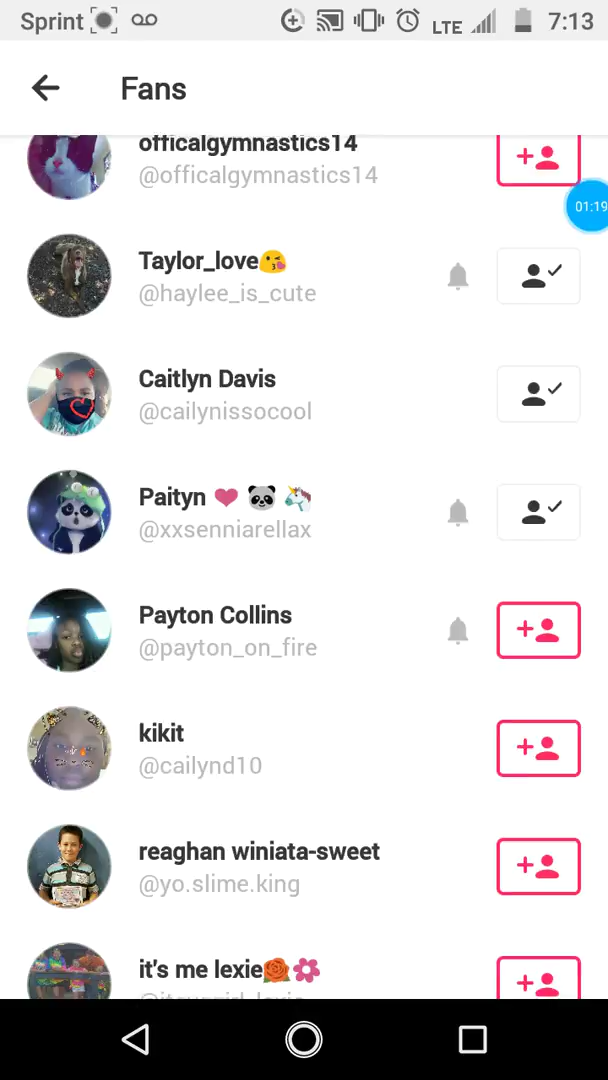 Sprint LTE 7:13
Fans
officalgymnastics14
@officalgymnastics14
01:19
Taylor_love😘
@haylee_is_cute
Caitlyn Davis
@cailynissocool
Paityn ❤ 🐼 🦄
@xxsenniarellax
Payton Collins
@payton_on_fire
kikit
@cailynd10
reaghan winiata-sweet
@yo.slime.king
it's me lexie🌹🌸